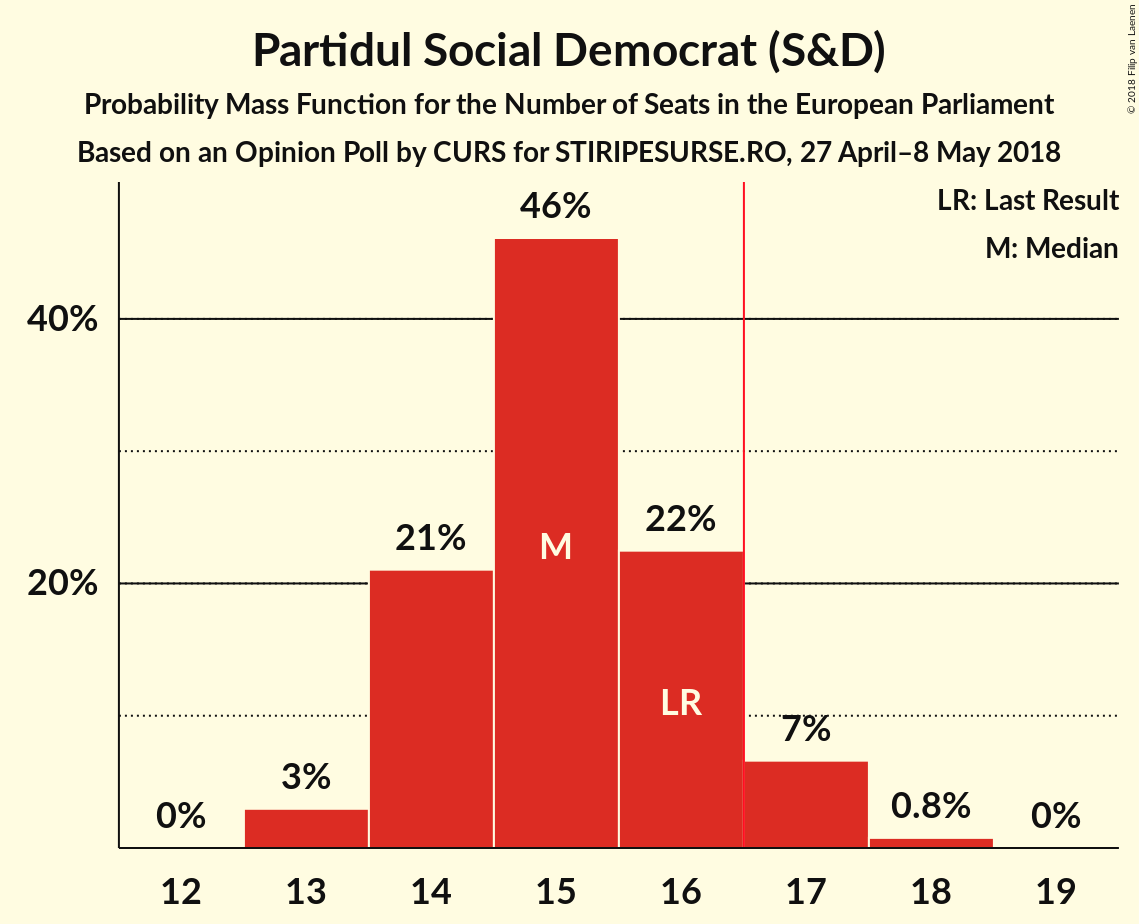 Partidul Social Democrat (S&D)
Probability Mass Function for the Number of Seats in the European Parliament
Based on an Opinion Poll by CURS for STIRIPESURSE.RO, 27 April–8 May 2018
© 2018 Filip van Laenen
LR: Last Result
M: Median
46%
40%
22%
21%
M
20%
LR
7%
3%
0.8%
0%
0%
12 13 14 15 16 17 18 19